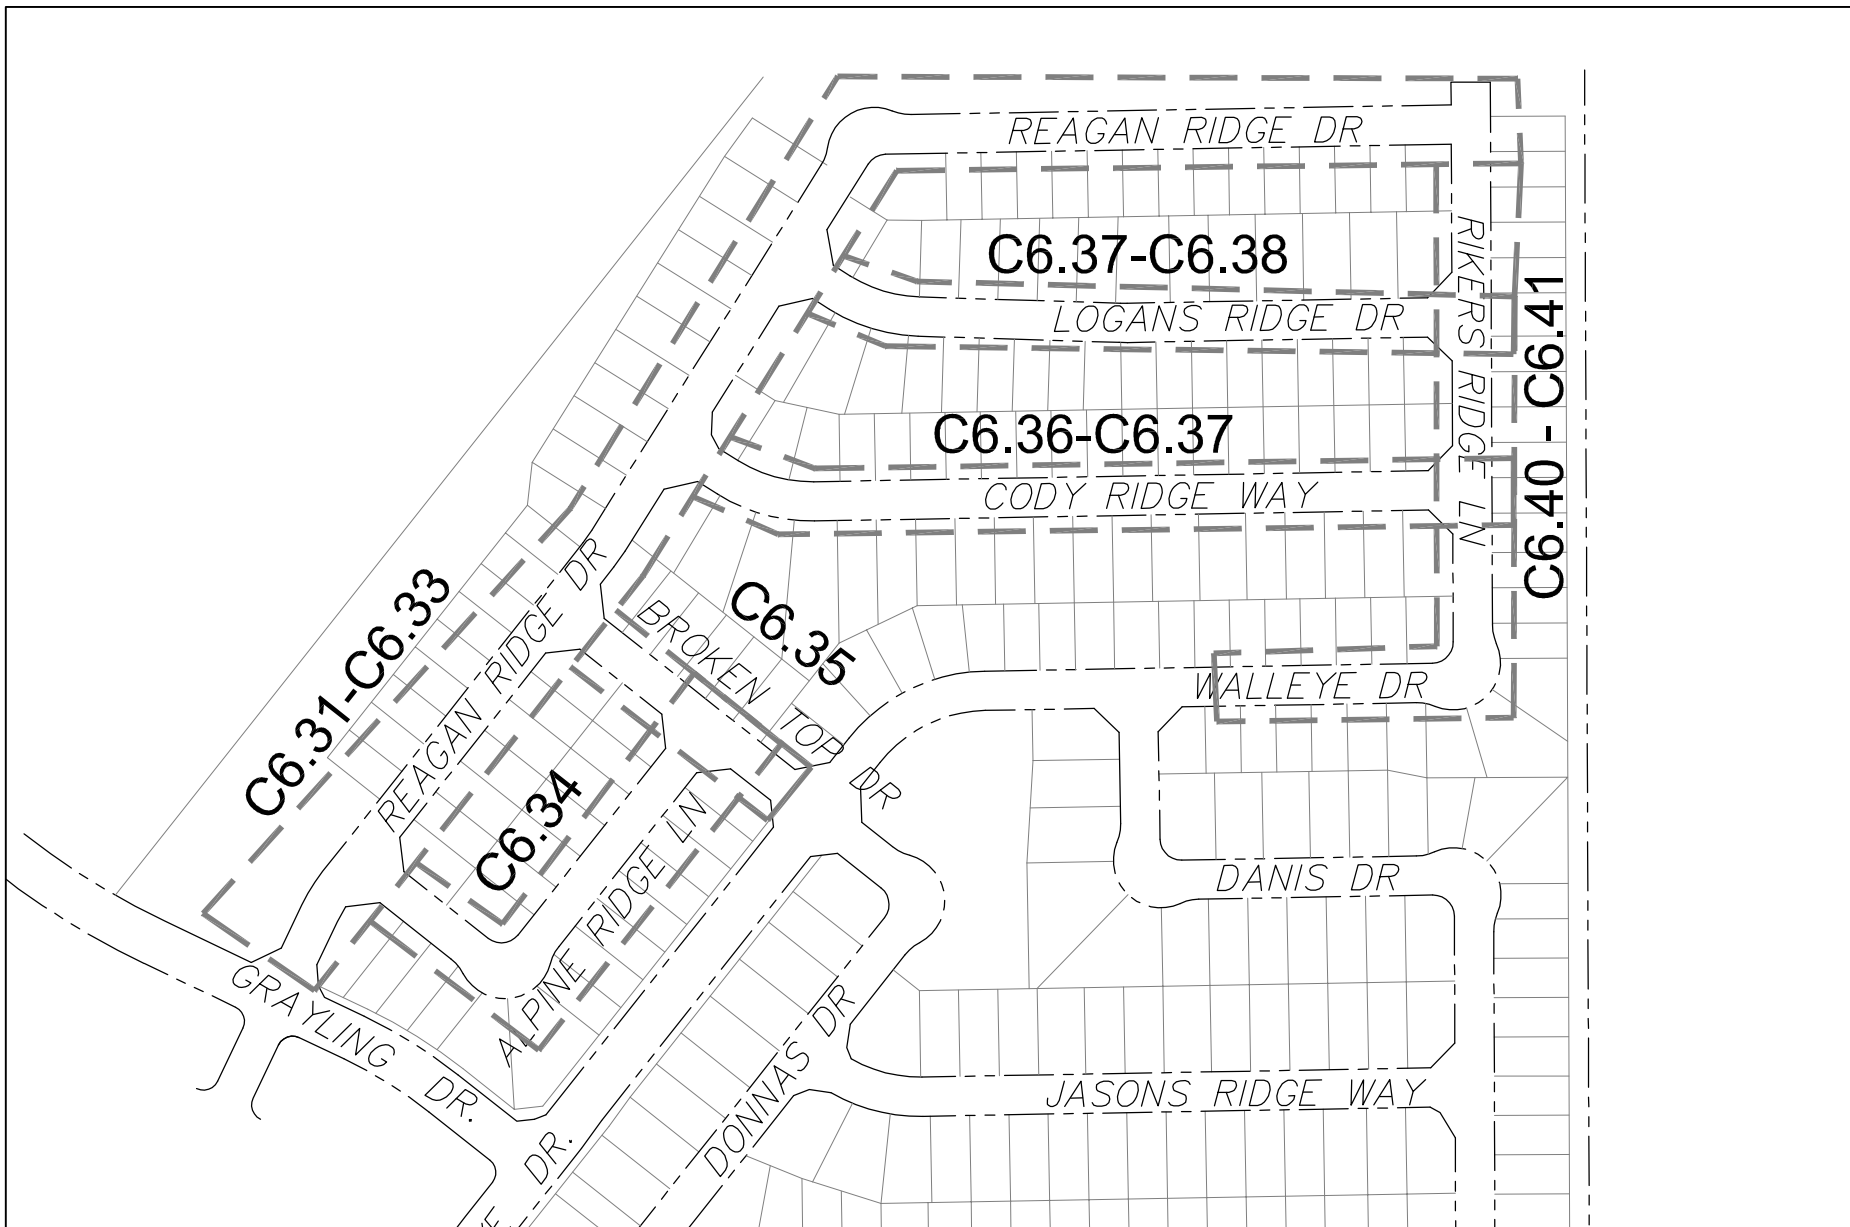 REAGAN RIDGE DR
C6.37-C6.38
RIKERS RIDGE LN
LOGANS RIDGE DR
C6.40 - C6.41
C6.36-C6.37
CODY RIDGE WAY
REAGAN RIDGE DR
C6.31-C6.33
BROKEN TOP DR
C6.35
WALLEYE DR
C6.34
ALPINE RIDGE LN
DANIS DR
GRAYLING DR.
DONNAS DR
JASONS RIDGE WAY
DR.